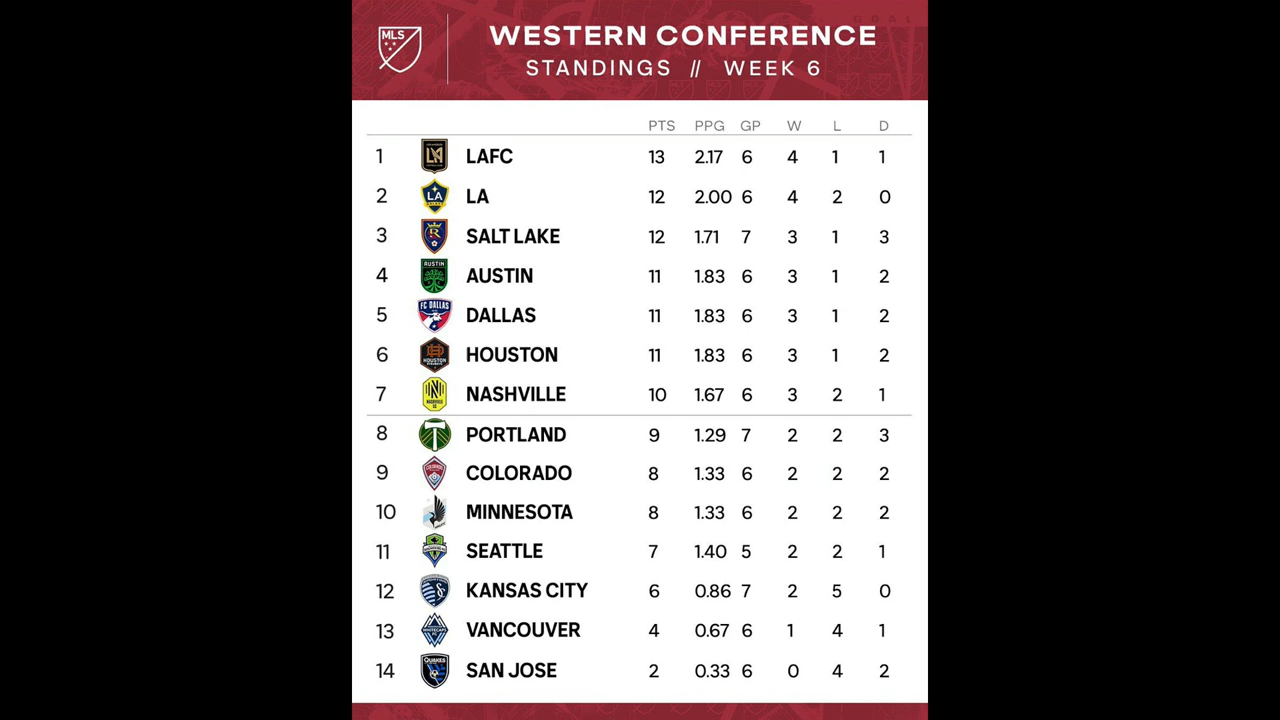 MLS
WESTERN CONFERENCE
STANDINGS // WEEK 6
PTS PPG GP W L D
1 LAFC 13 2.17 6 4 1 1
2 LA LA 12 2.00 6 4 2 0
3 SALT LAKE 12 1.71 7 3 1 3
4 AUSTIN AUSTIN 11 1.83 6 3 1 2
5 FC DALLAS DALLAS 11 1.83 6 3 1 2
6 HOUSTON HOUSTON 11 1.83 6 3 1 2
7 NASHVILLE 10 1.67 6 3 2 1
8 PORTLAND 9 1.29 7 2 2 3
9 COLORADO 8 1.33 6 2 2 2
10 MINNESOTA 8 1.33 6 2 2 2
11 SEATTLE 7 1.40 5 2 2 1
12 KANSAS CITY 6 0.86 7 2 5 0
13 WHITECAPS VANCOUVER 4 0.67 6 1 4 1
14 QUAKES SAN JOSE 2 0.33 6 0 4 2